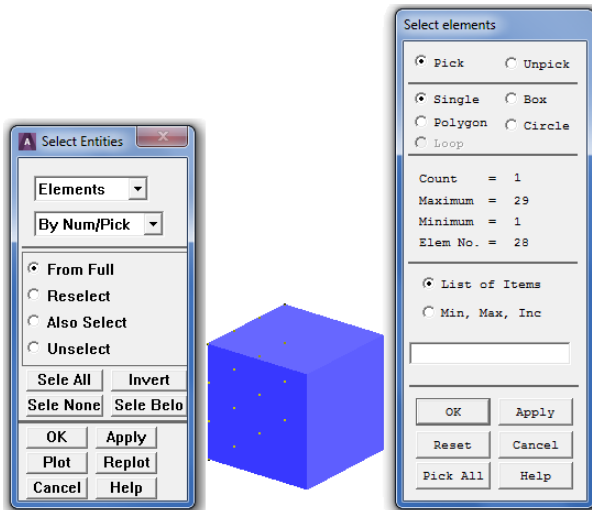 Select Entities
Elements
By Num/Pick
From Full
Reselect
Also Select
Unselect
Sele All Invert
Sele None Sele Belo
OK Apply
Plot Replot
Cancel Help
Select elements
Pick Unpick
Single Box
Polygon Circle
Loop
Count = 1
Maximum = 29
Minimum = 1
Elem No. = 28
List of Items
Min, Max, Inc
OK Apply
Reset Cancel
Pick All Help